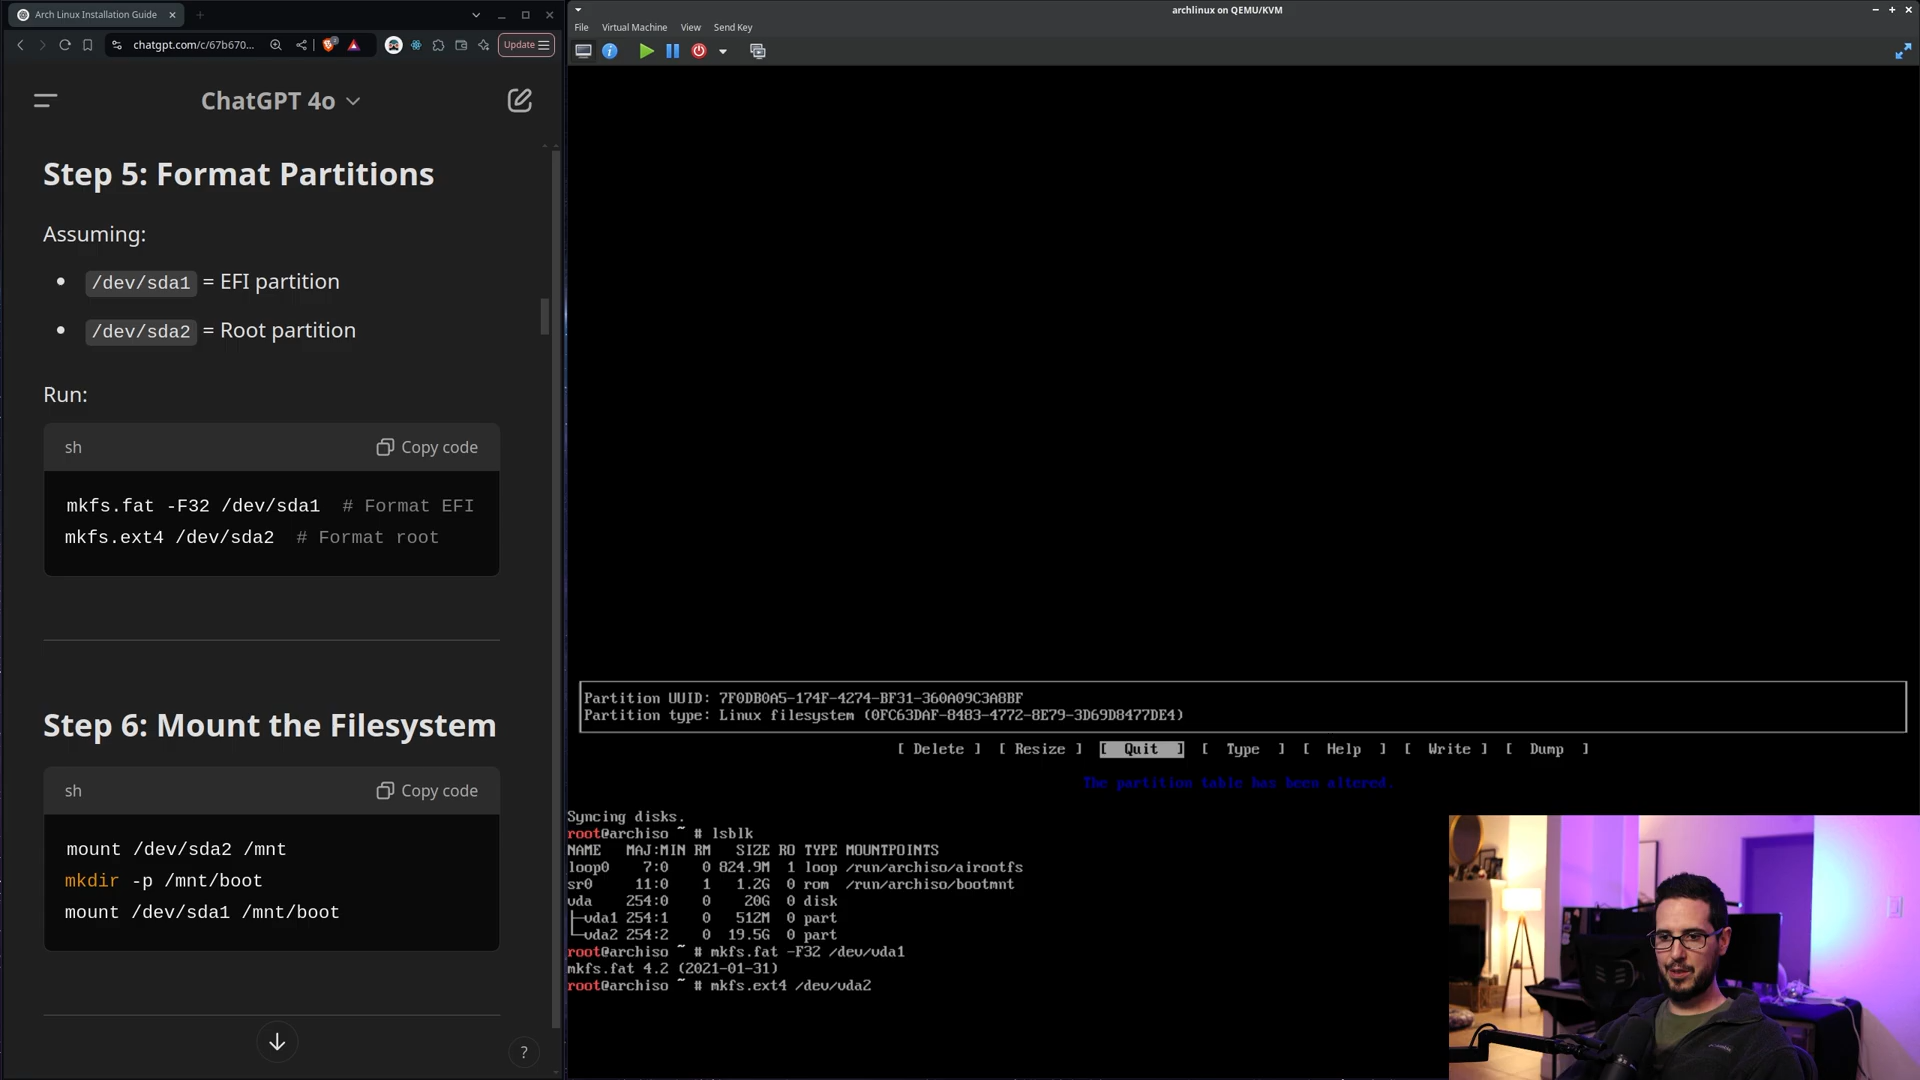 Arch Linux Installation Guide
chatgpt.com/c/67b670...
2
Update
ChatGPT 4o
Step 5: Format Partitions
Assuming:
• /dev/sda1 = EFI partition
• /dev/sda2 = Root partition
Run:
sh
Copy code
mkfs.fat -F32 /dev/sda1  # Format EFI
mkfs.ext4 /dev/sda2  # Format root
Step 6: Mount the Filesystem
sh
Copy code
mount /dev/sda2 /mnt
mkdir -p /mnt/boot
mount /dev/sda1 /mnt/boot
?
archlinux on QEMU/KVM
File Virtual Machine View Send Key
Partition UUID: 7F0DB0A5-174F-4274-BF31-360A09C3A8BF
Partition type: Linux filesystem (0FC63DAF-8483-4772-8E79-3D69D8477DE4)
[ Delete ] [ Resize ] [ Quit ] [ Type ] [ Help ] [ Write ] [ Dump ]
The partition table has been altered.
Syncing disks.
root@archiso ~ # lsblk
NAME   MAJ:MIN RM   SIZE RO TYPE MOUNTPOINTS
loop0    7:0    0 824.9M  1 loop /run/archiso/airootfs
sr0     11:0    1   1.2G  0 rom  /run/archiso/bootmnt
vda    254:0    0    20G  0 disk
├─vda1 254:1    0   512M  0 part
└─vda2 254:2    0  19.5G  0 part
root@archiso ~ # mkfs.fat -F32 /dev/vda1
mkfs.fat 4.2 (2021-01-31)
root@archiso ~ # mkfs.ext4 /dev/vda2